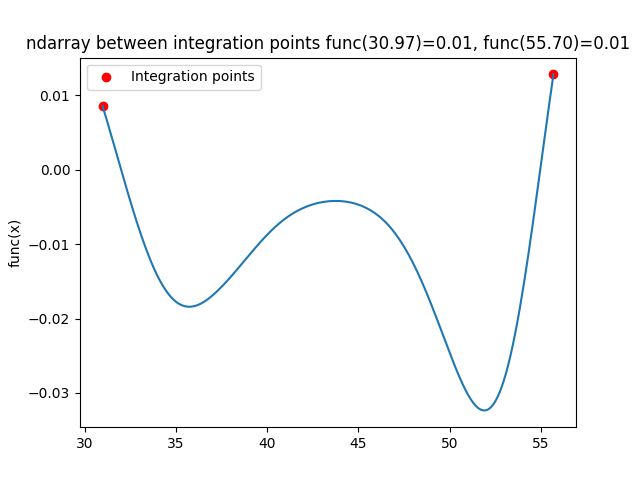 ndarray between integration points func(30.97)=0.01, func(55.70)=0.01
Integration points
func(x)
0.01
0.00
−0.01
−0.02
−0.03
30 35 40 45 50 55